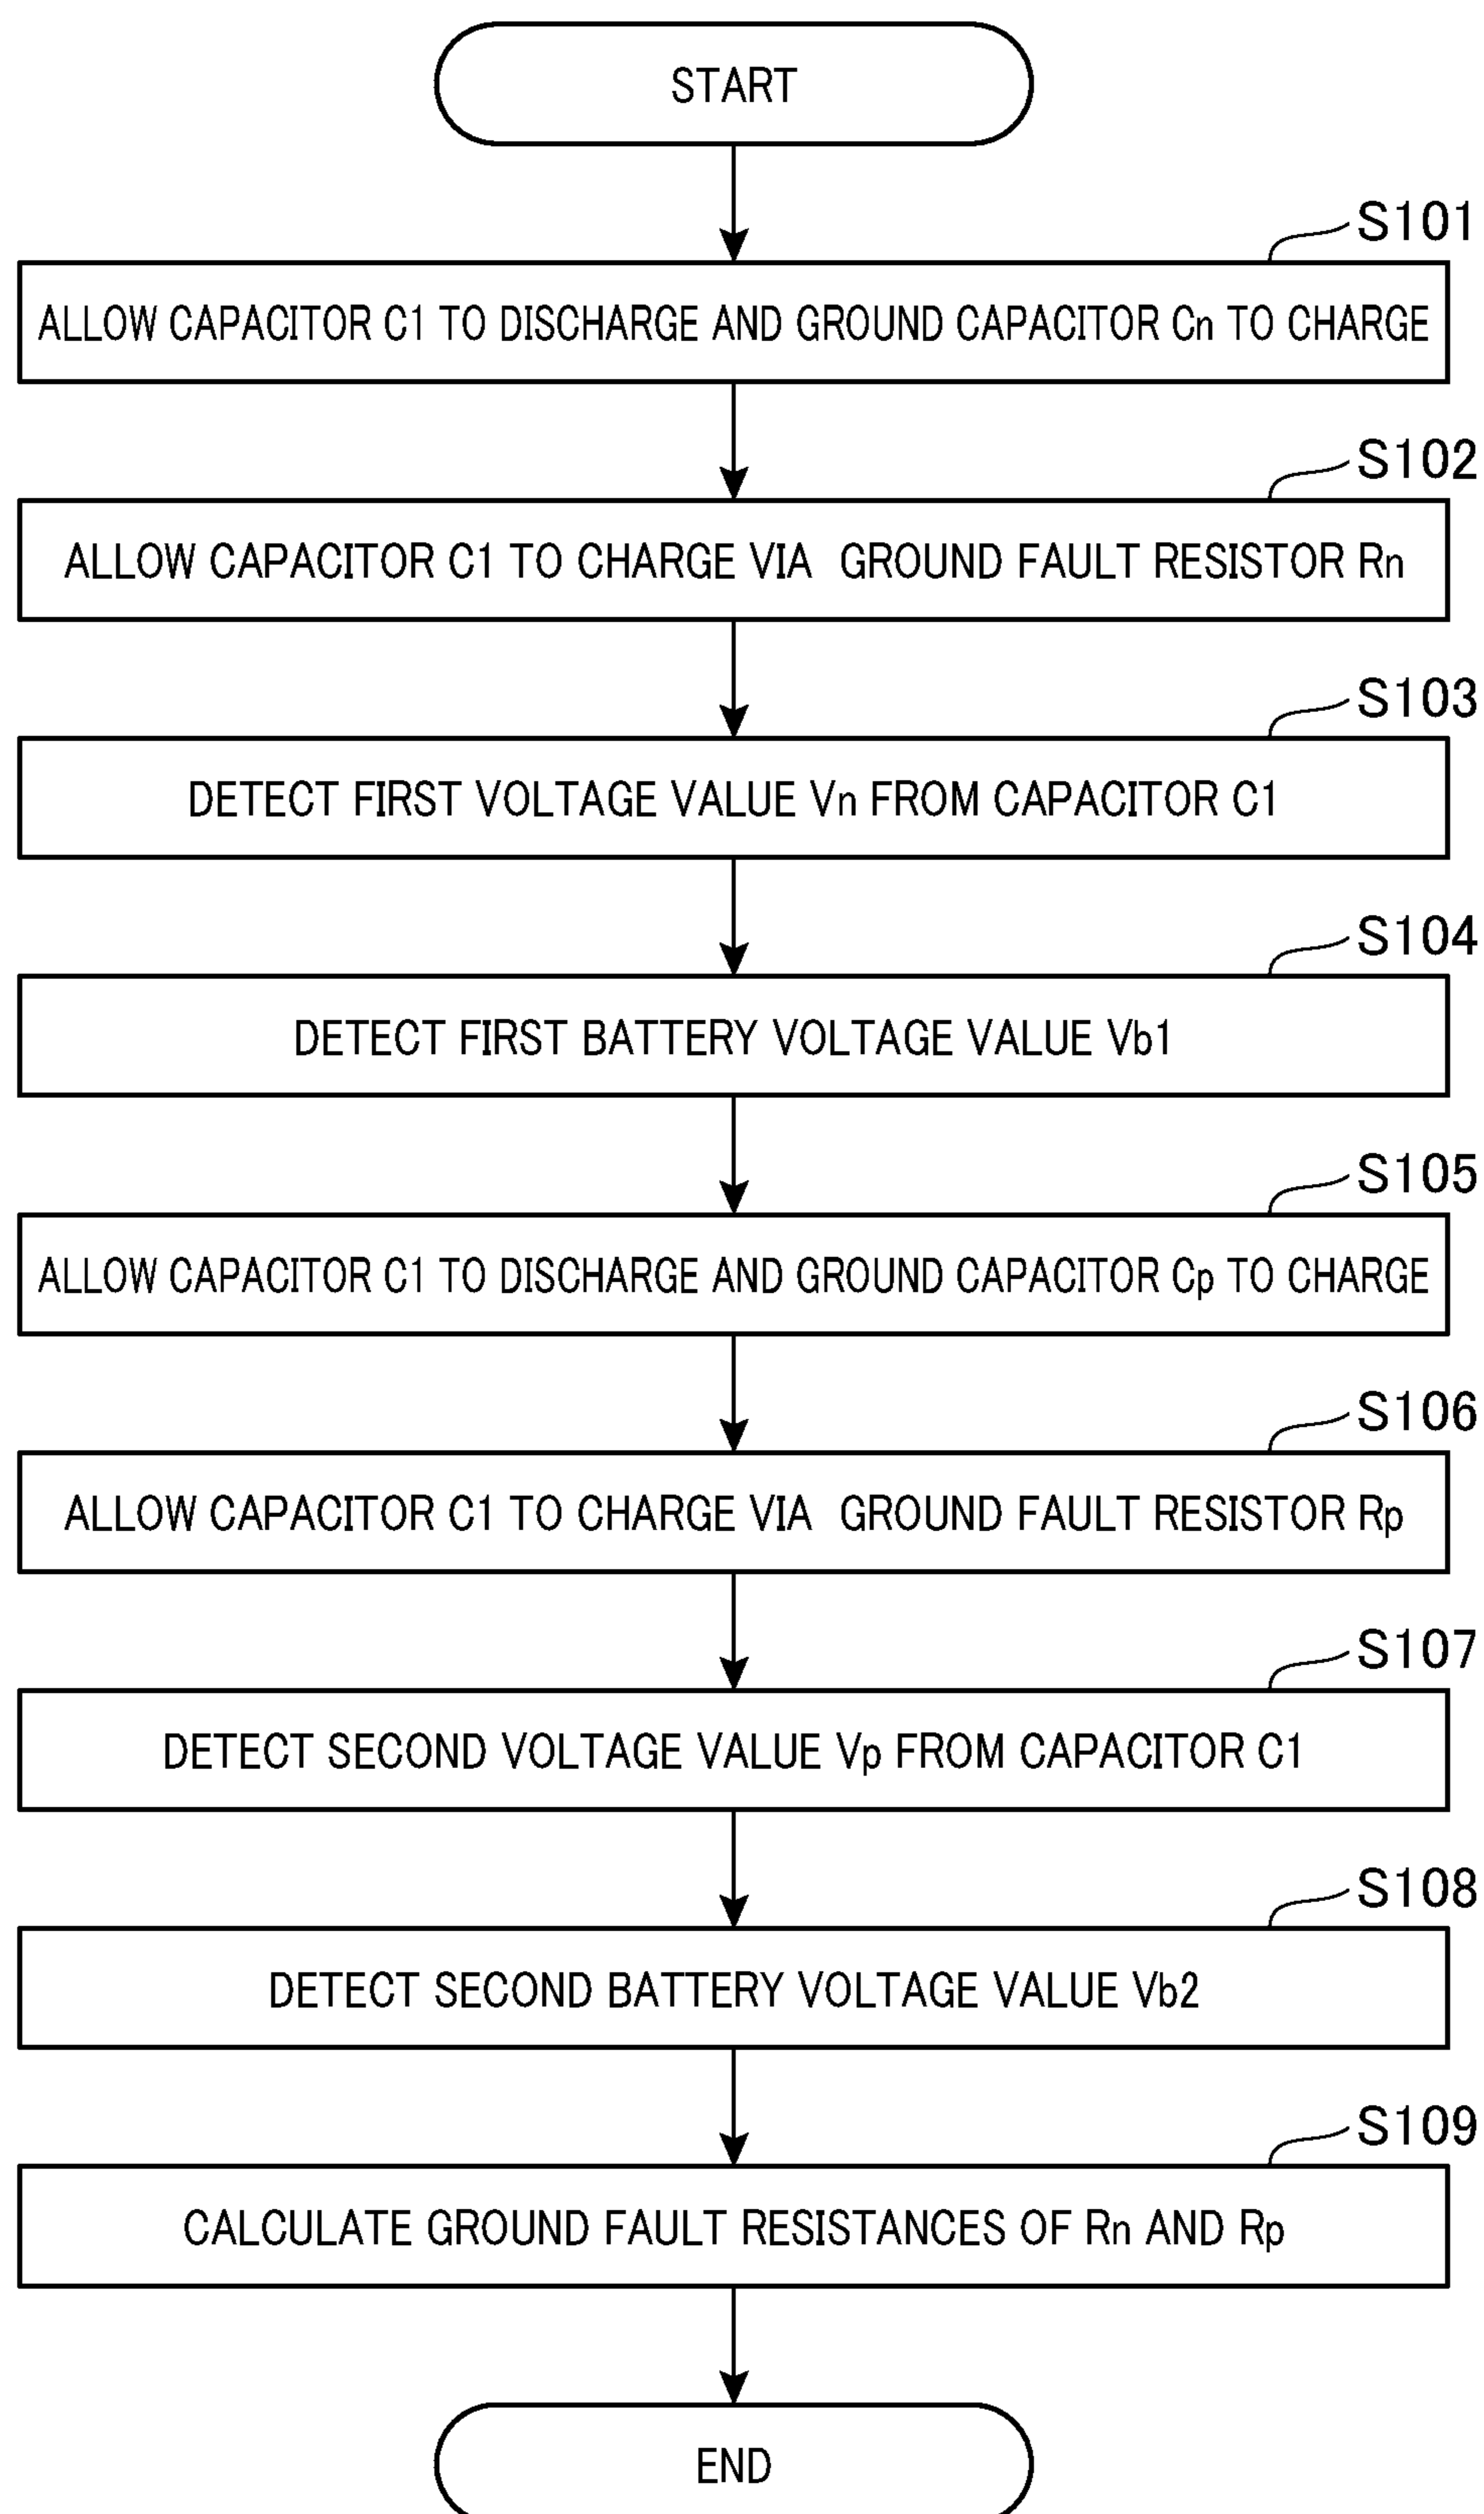 START
S101
ALLOW CAPACITOR C1 TO DISCHARGE AND GROUND CAPACITOR Cn TO CHARGE
S102
ALLOW CAPACITOR C1 TO CHARGE VIA GROUND FAULT RESISTOR Rn
S103
DETECT FIRST VOLTAGE VALUE Vn FROM CAPACITOR C1
S104
DETECT FIRST BATTERY VOLTAGE VALUE Vb1
S105
ALLOW CAPACITOR C1 TO DISCHARGE AND GROUND CAPACITOR Cp TO CHARGE
S106
ALLOW CAPACITOR C1 TO CHARGE VIA GROUND FAULT RESISTOR Rp
S107
DETECT SECOND VOLTAGE VALUE Vp FROM CAPACITOR C1
S108
DETECT SECOND BATTERY VOLTAGE VALUE Vb2
S109
CALCULATE GROUND FAULT RESISTANCES OF Rn AND Rp
END